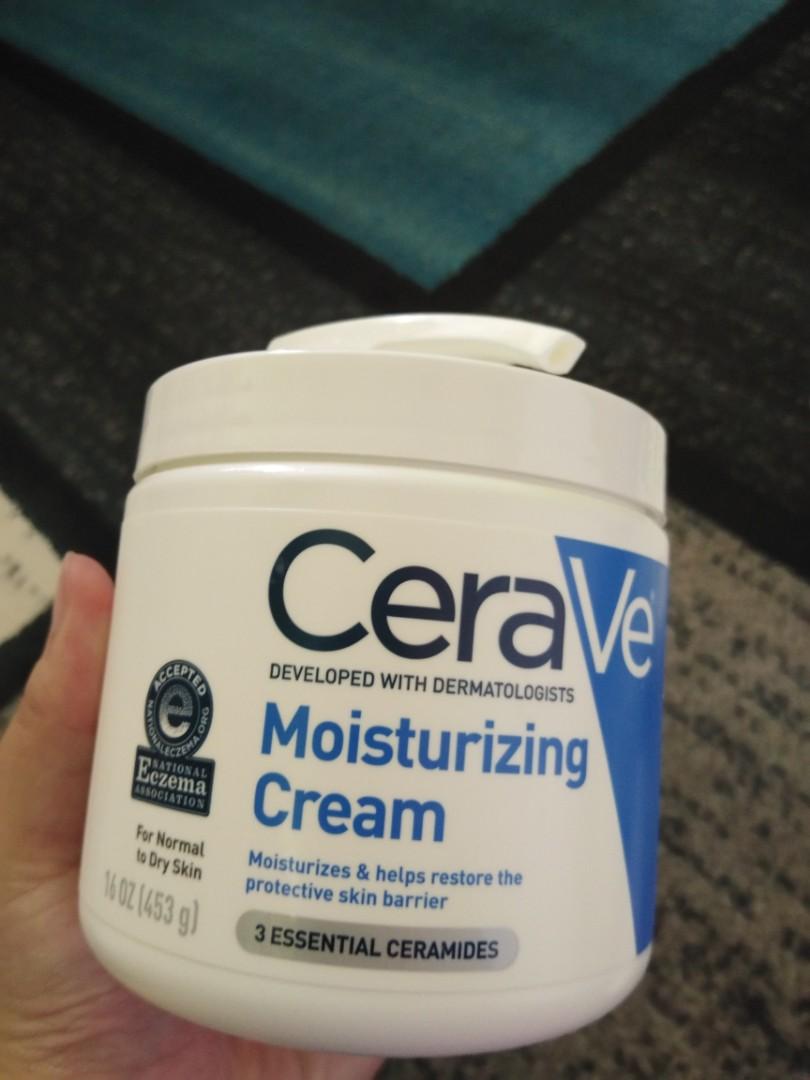 CeraVe
DEVELOPED WITH DERMATOLOGISTS
Moisturizing
Cream
ACCEPTED
NATIONALECZEMA.ORG
e
NATIONAL
Eczema
ASSOCIATION
For Normal
to Dry Skin
16 OZ (453 g)
Moisturizes & helps restore the
protective skin barrier
3 ESSENTIAL CERAMIDES